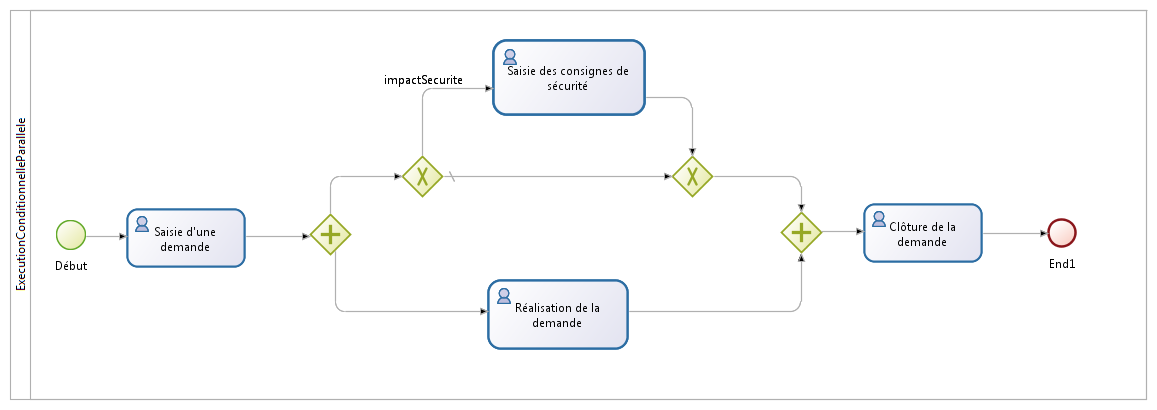 ExecutionConditionnelleParallele
Début
Saisie d'une
demande
impactSecurite
Saisie des consignes de
sécurité
Réalisation de la
demande
Clôture de la
demande
End1